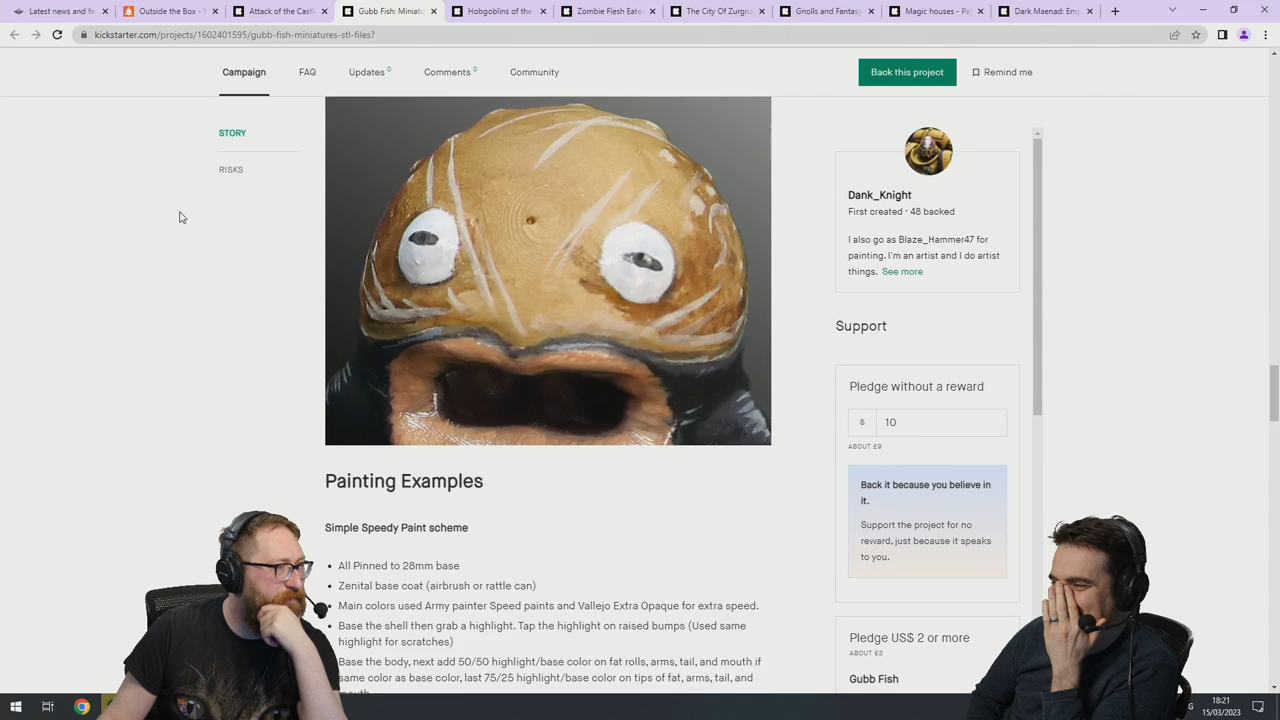 Latest news and fe
Outside the Box -
Attack of the Cata
Gubb Fish Miniatur
Hobgoblins of the
Zombie Flesh Eate
The City Of Zurgna
Gnolls and Fantas
Magic houses - Pa
Dark Maenad: Em
kickstarter.com/projects/1602401595/gubb-fish-miniatures-stl-files?
Campaign
FAQ
Updates 0
Comments 0
Community
Back this project
Remind me
STORY
RISKS
Dank_Knight
First created · 48 backed
I also go as Blaze_Hammer47 for
painting. I'm an artist and I do artist
things. See more
Support
Pledge without a reward
$ 10
ABOUT £9
Back it because you believe in
it.
Support the project for no
reward, just because it speaks
to you.
Pledge US$ 2 or more
ABOUT £2
Gubb Fish
Painting Examples
Simple Speedy Paint scheme
All Pinned to 28mm base
Zenital base coat (airbrush or rattle can)
Main colors used Army painter Speed paints and Vallejo Extra Opaque for extra speed.
Base the shell then grab a highlight. Tap the highlight on raised bumps (Used same
highlight for scratches)
Base the body, next add 50/50 highlight/base color on fat rolls, arms, tail, and mouth if
same color as base color, last 75/25 highlight/base color on tips of fat, arms, tail, and
mouth.
18:21
15/03/2023